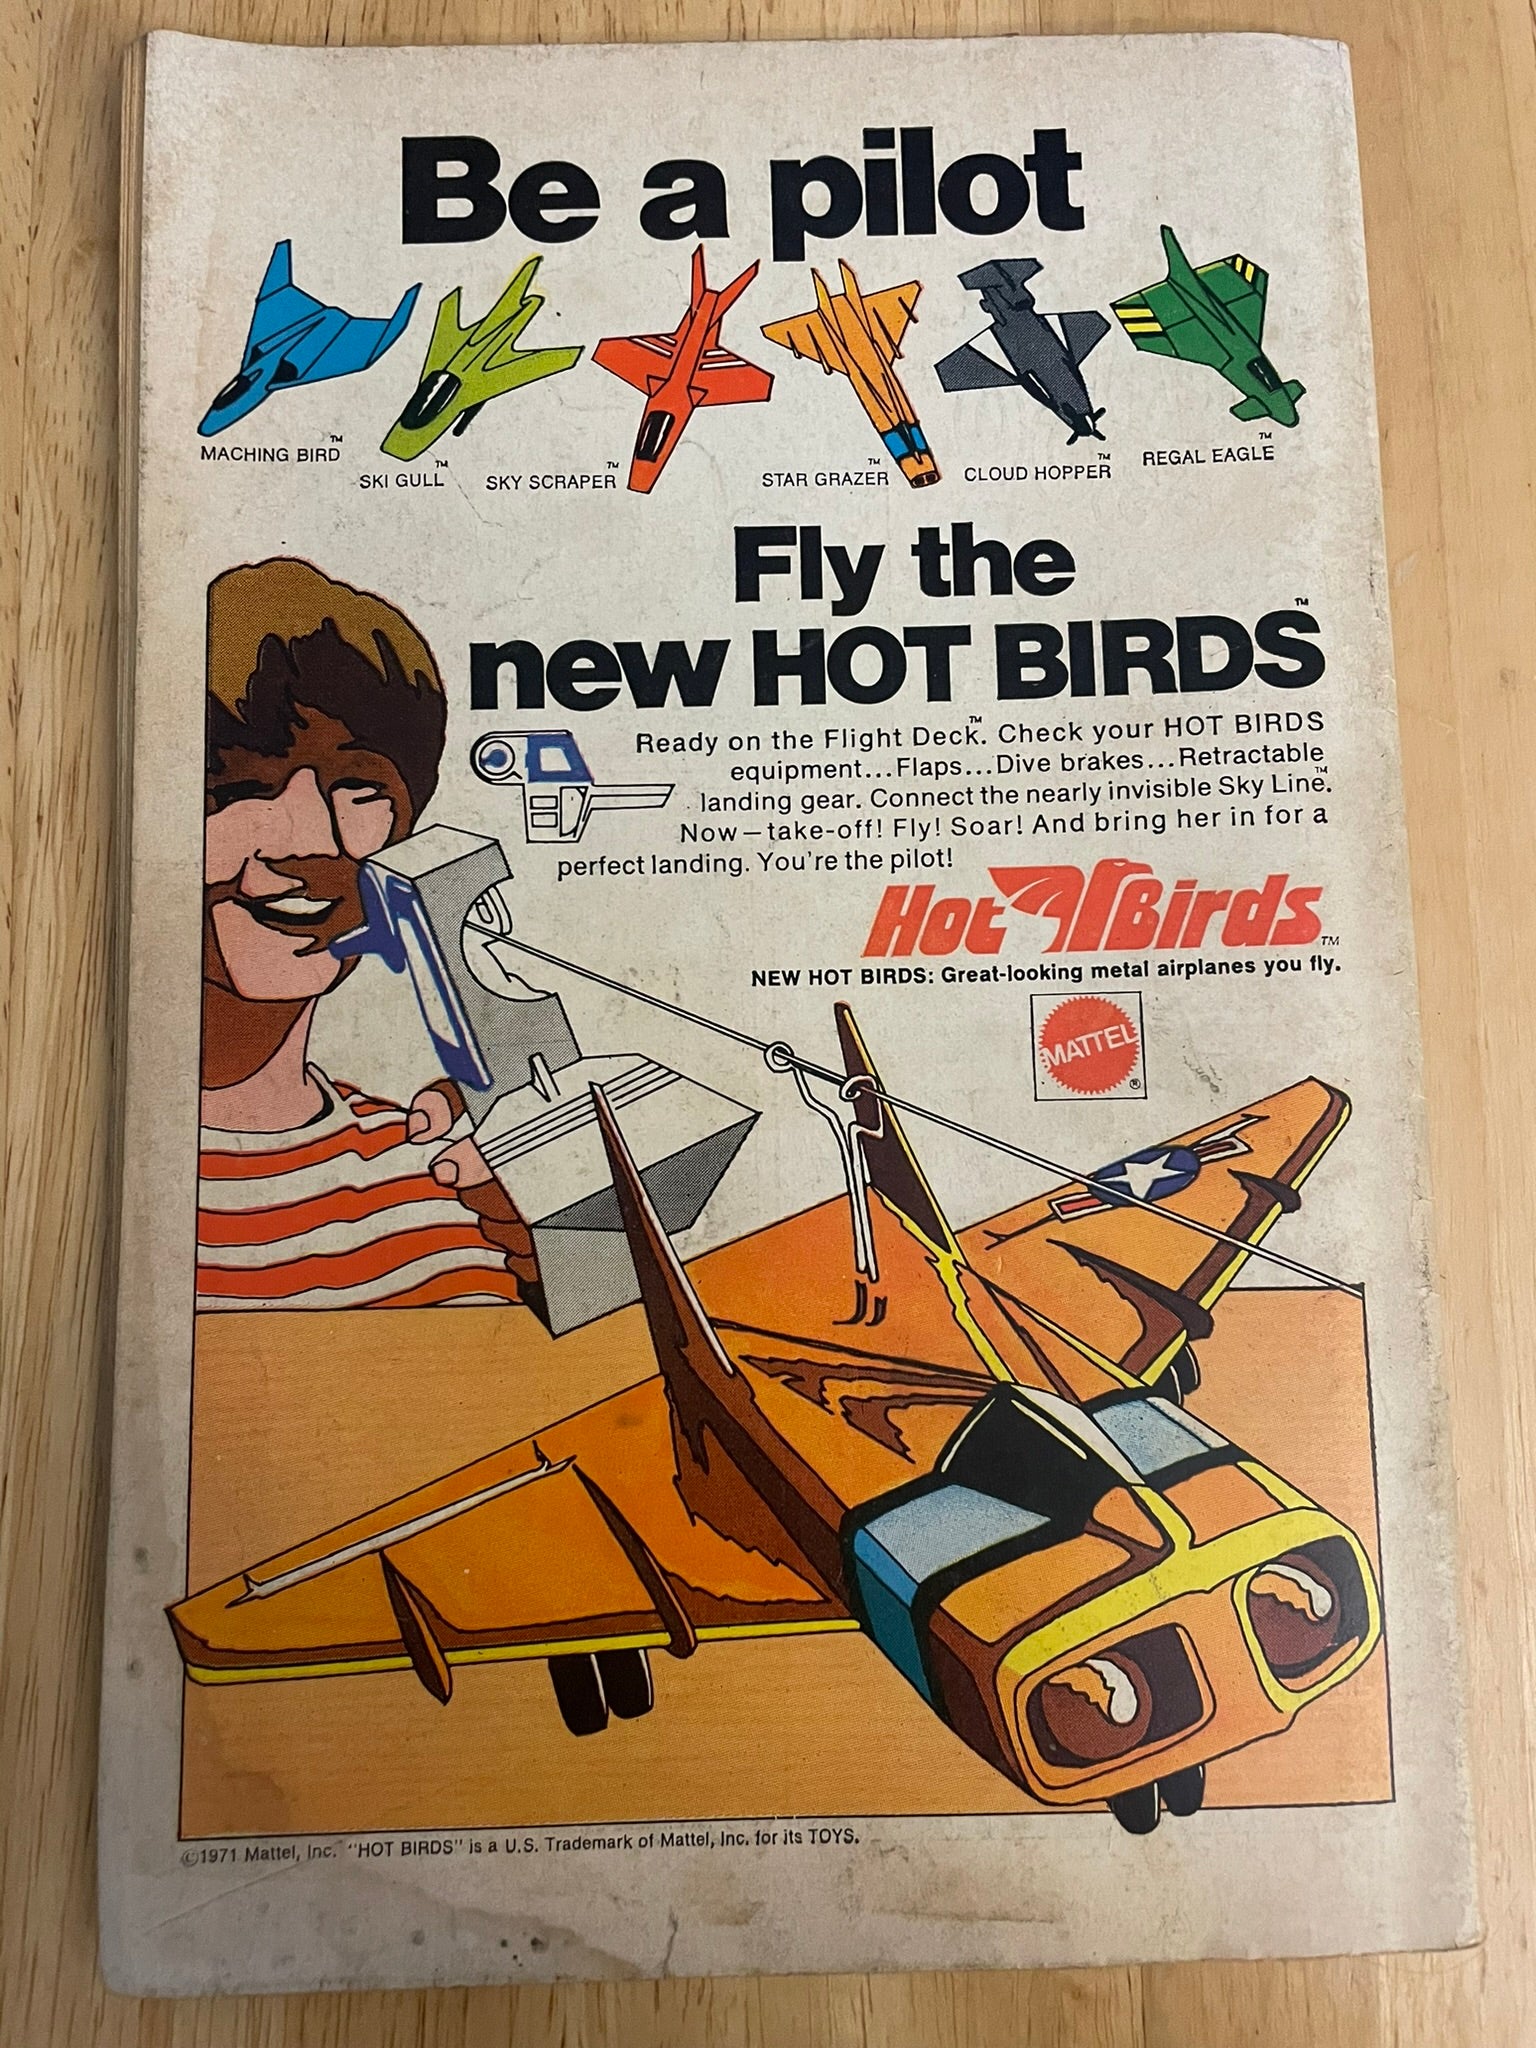 Be a pilot
MACHING BIRD™
SKI GULL™
SKY SCRAPER™
STAR GRAZER™
CLOUD HOPPER™
REGAL EAGLE™
Fly the
new HOT BIRDS™
Ready on the Flight Deck.™ Check your HOT BIRDS
equipment...Flaps...Dive brakes...Retractable
landing gear. Connect the nearly invisible Sky Line.™
Now—take-off! Fly! Soar! And bring her in for a
perfect landing. You're the pilot!
Hot Birds™
NEW HOT BIRDS: Great-looking metal airplanes you fly.
MATTEL®
©1971 Mattel, Inc. "HOT BIRDS" is a U.S. Trademark of Mattel, Inc. for its TOYS.